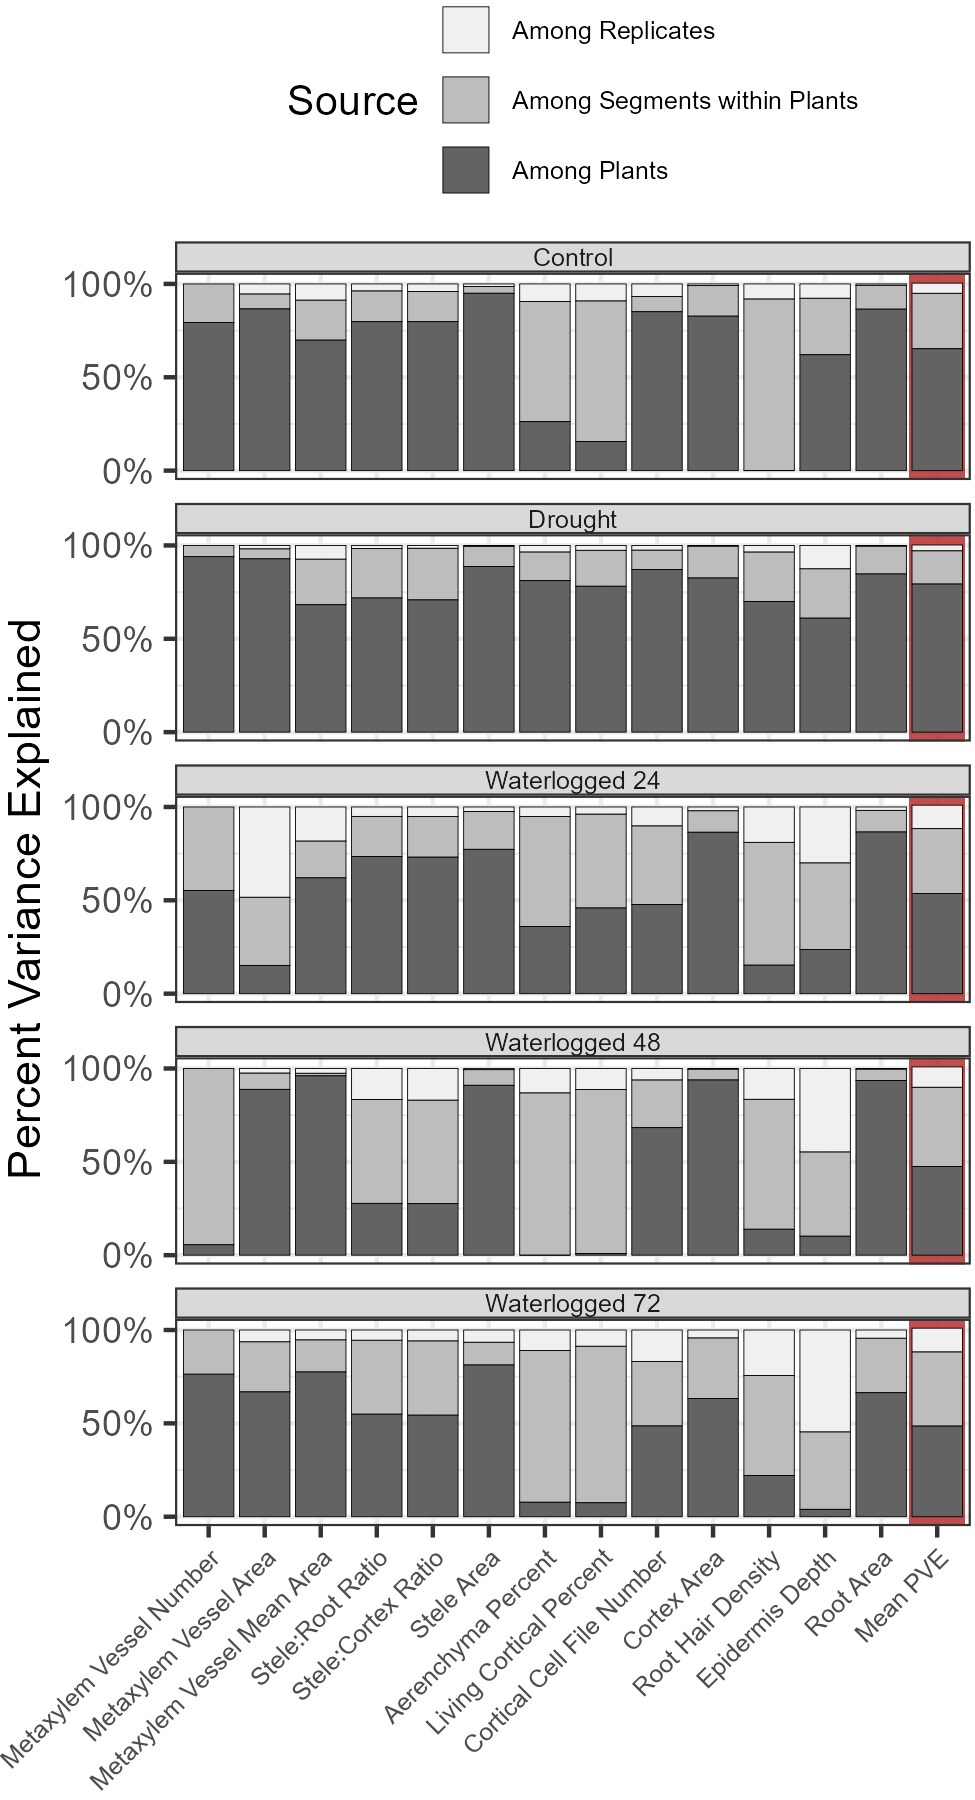 Among Replicates
Source
Among Segments within Plants
Among Plants
Percent Variance Explained
Control
100%
50%
0%
Drought
100%
50%
0%
Waterlogged 24
100%
50%
0%
Waterlogged 48
100%
50%
0%
Waterlogged 72
100%
50%
0%
Metaxylem Vessel Number
Metaxylem Vessel Area
Metaxylem Vessel Mean Area
Stele:Root Ratio
Stele:Cortex Ratio
Stele Area
Aerenchyma Percent
Living Cortical Percent
Cortical Cell File Number
Cortex Area
Root Hair Density
Epidermis Depth
Root Area
Mean PVE